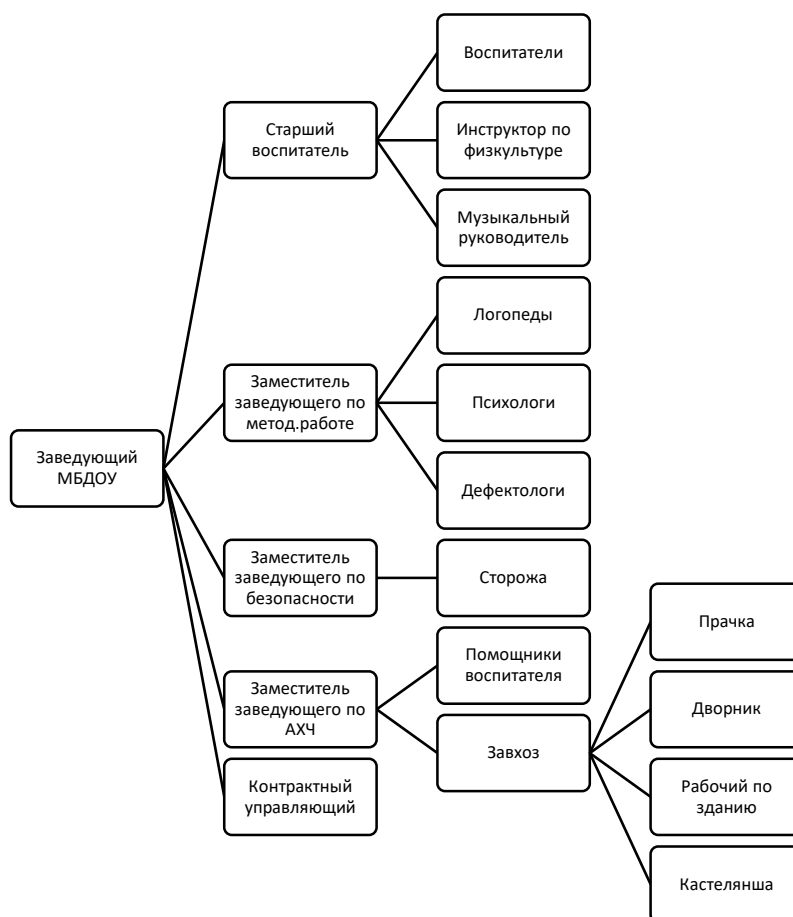 Воспитатели
Старший
воспитатель
Инструктор по
физкультуре
Музыкальный
руководитель
Логопеды
Заместитель
заведующего по
метод.работе
Психологи
Заведующий
МБДОУ
Дефектологи
Заместитель
заведующего по
безопасности
Сторожа
Прачка
Помощники
воспитателя
Заместитель
заведующего по
АХЧ
Дворник
Завхоз
Контрактный
управляющий
Рабочий по
зданию
Кастелянша